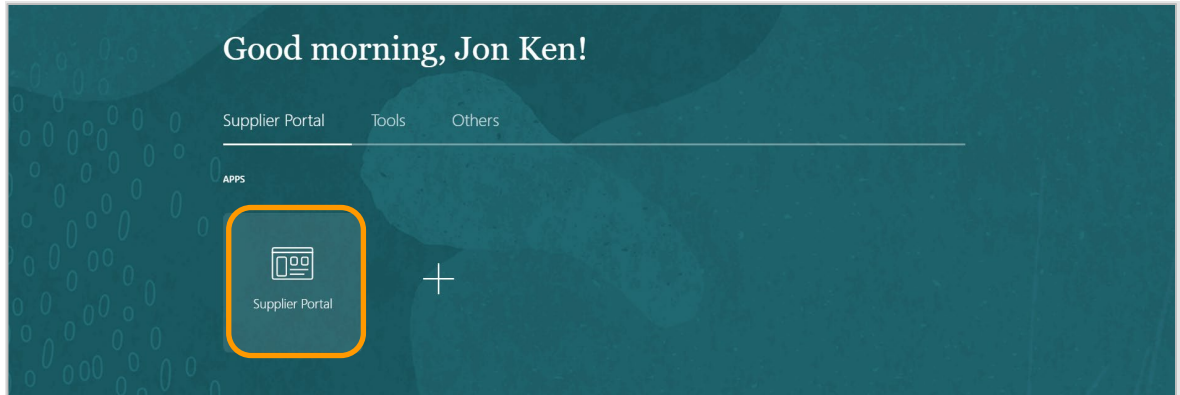 Good morning, Jon Ken!
Supplier Portal Tools Others
APPS
Supplier Portal